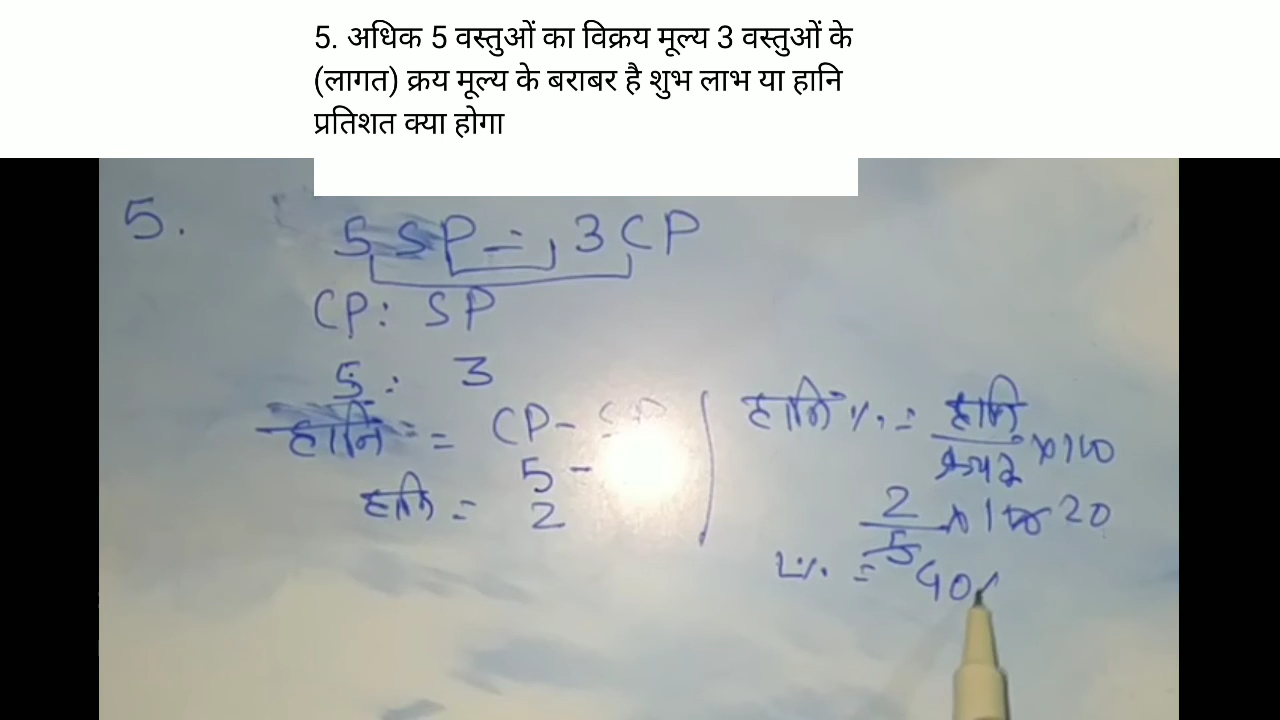 5. अधिक 5 वस्तुओं का विक्रय मूल्य 3 वस्तुओं के
(लागत) क्रय मूल्य के बराबर है शुभ लाभ या हानि
प्रतिशत क्या होगा
5.
5 SP = 3 CP
CP : SP
5 : 3
हानि = CP - SP
5 -
हानि = 2
हानि % = हानि / × 100
2 / 5 × 100 20
L% = 40%